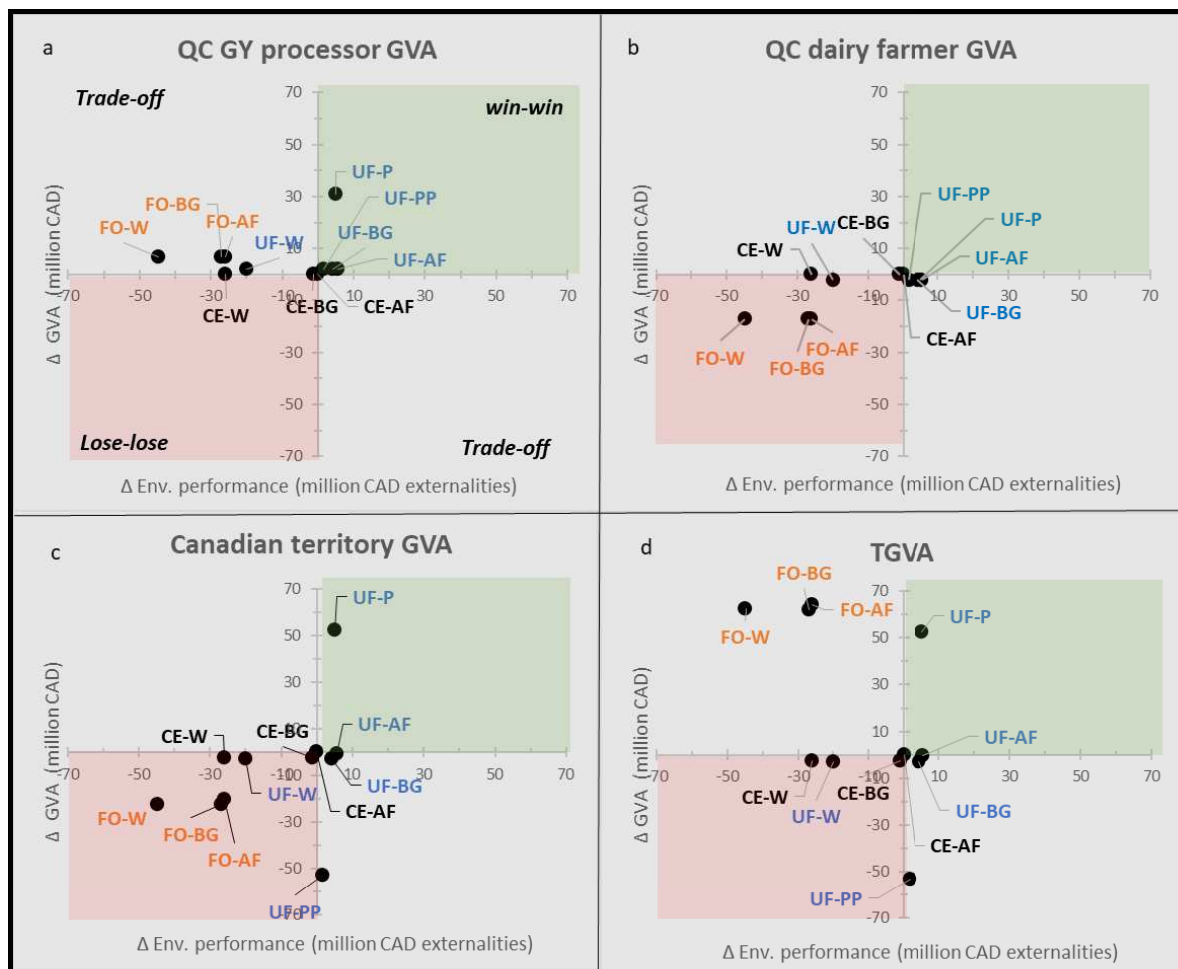 a
QC GY processor GVA
Trade-off
win-win
70
50
30
10
-10
-30
-50
-70
-70
-50
-30
-10
10
30
50
70
UF-P
FO-BG
UF-PP
FO-W
FO-AF
UF-W
UF-BG
UF-AF
CE-W
CE-BG
CE-AF
Lose-lose
Trade-off
Δ GVA (million CAD)
Δ Env. performance (million CAD externalities)
b
QC dairy farmer GVA
70
50
30
10
-10
-30
-50
-70
-70
-50
-30
-10
10
30
50
70
CE-BG
UF-PP
UF-W
UF-P
CE-W
UF-AF
UF-BG
CE-AF
FO-W
FO-AF
FO-BG
Δ GVA (million CAD)
Δ Env. performance (million CAD externalities)
c
Canadian territory GVA
70
50
30
10
-10
-30
-50
-70
-70
-50
-30
-10
10
30
50
70
UF-P
CE-W
CE-BG
UF-AF
UF-BG
UF-W
CE-AF
FO-W
FO-BG
FO-AF
UF-PP
Δ GVA (million CAD)
Δ Env. performance (million CAD externalities)
d
TGVA
70
50
30
10
-10
-30
-50
-70
-70
-50
-30
-10
10
30
50
70
FO-BG
FO-AF
FO-W
UF-P
UF-AF
CE-W
CE-BG
UF-W
UF-BG
CE-AF
UF-PP
Δ GVA (million CAD)
Δ Env. performance (million CAD externalities)